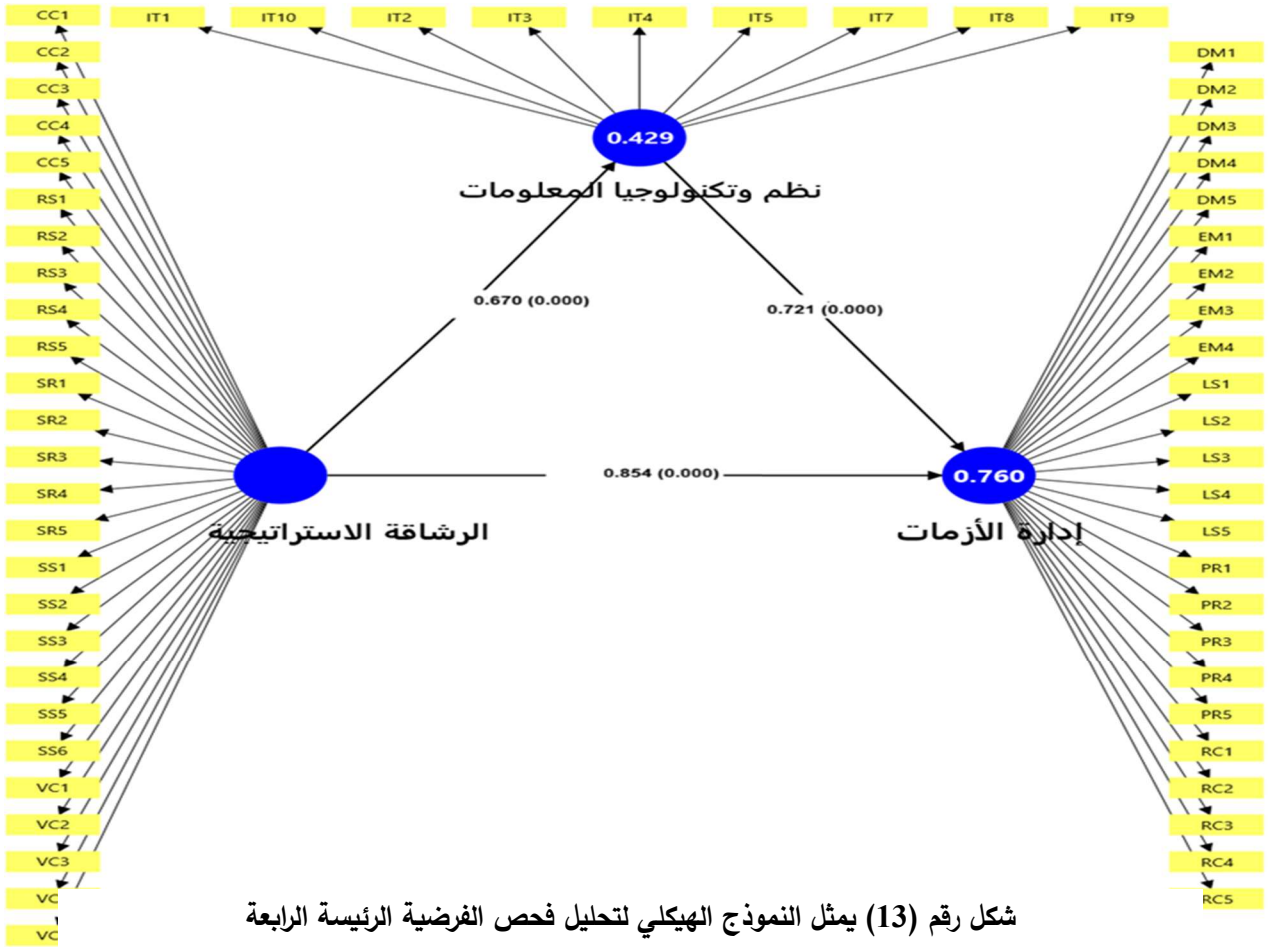 CC1
IT1 IT10 IT2 IT3 IT4 IT5 IT7 IT8 IT9
CC2
CC3
CC4
CC5
RS1
RS2
RS3
RS4
RS5
SR1
SR2
SR3
SR4
SR5
SS1
SS2
SS3
SS4
SS5
SS6
VC1
VC2
VC3
VC
VC
0.429
نظم وتكنولوجيا المعلومات
0.670 (0.000)
0.721 (0.000)
0.854 (0.000)
0.760
الرشاقة الاستراتيجية
إدارة الأزمات
DM1
DM2
DM3
DM4
DM5
EM1
EM2
EM3
EM4
LS1
LS2
LS3
LS4
LS5
PR1
PR2
PR3
PR4
PR5
RC1
RC2
RC3
RC4
RC5
شكل رقم (13) يمثل النموذج الهيكلي لتحليل فحص الفرضية الرئيسة الرابعة